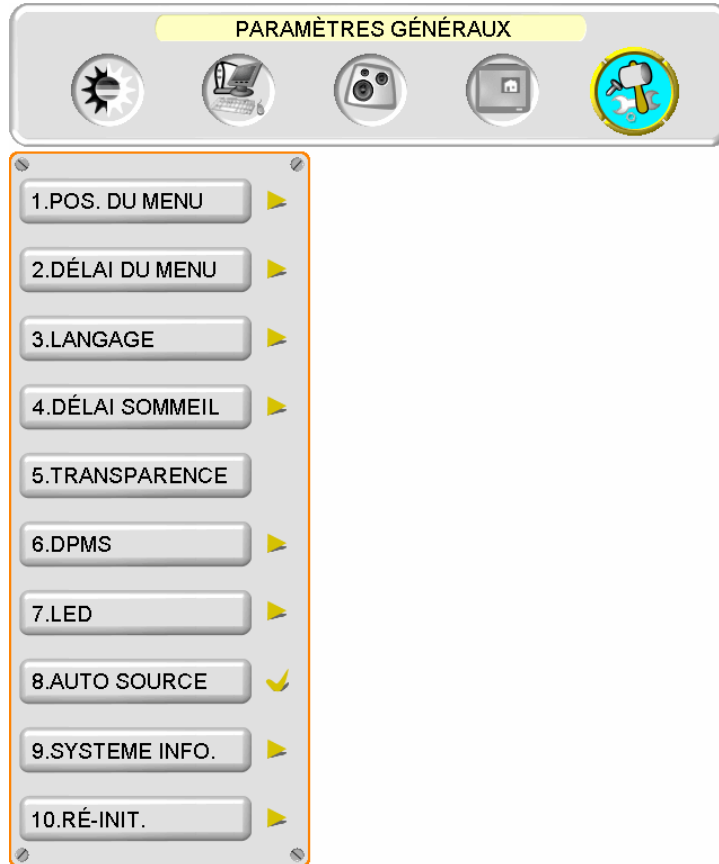 PARAMÈTRES GÉNÉRAUX
1.POS. DU MENU
2.DÉLAI DU MENU
3.LANGAGE
4.DÉLAI SOMMEIL
5.TRANSPARENCE
6.DPMS
7.LED
8.AUTO SOURCE
9.SYSTEME INFO.
10.RÉ-INIT.